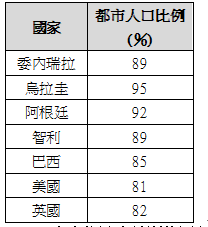 國家 都市人口比例
(%)
委內瑞拉 89
烏拉圭 95
阿根廷 92
智利 89
巴西 85
美國 81
英國 82